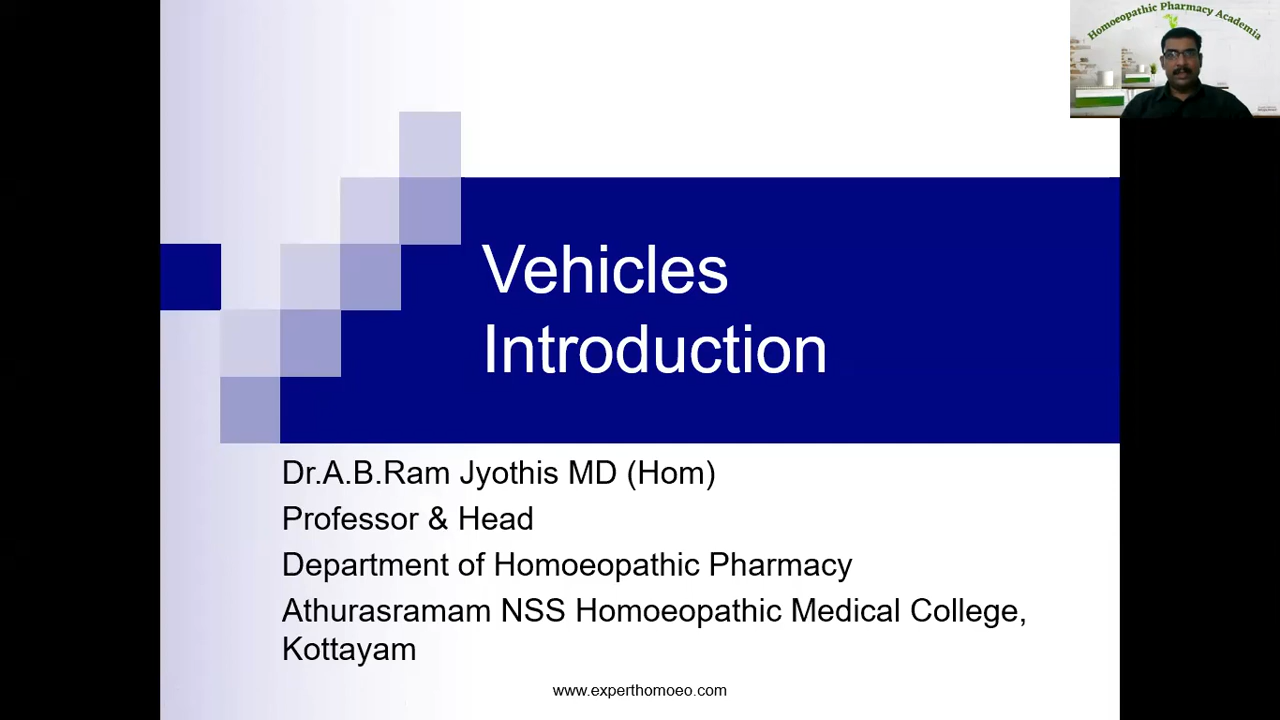 Homoeopathic Pharmacy Academia
Vehicles
Introduction
Dr.A.B.Ram Jyothis MD (Hom)
Professor & Head
Department of Homoeopathic Pharmacy
Athurasramam NSS Homoeopathic Medical College,
Kottayam
www.experthomoeo.com